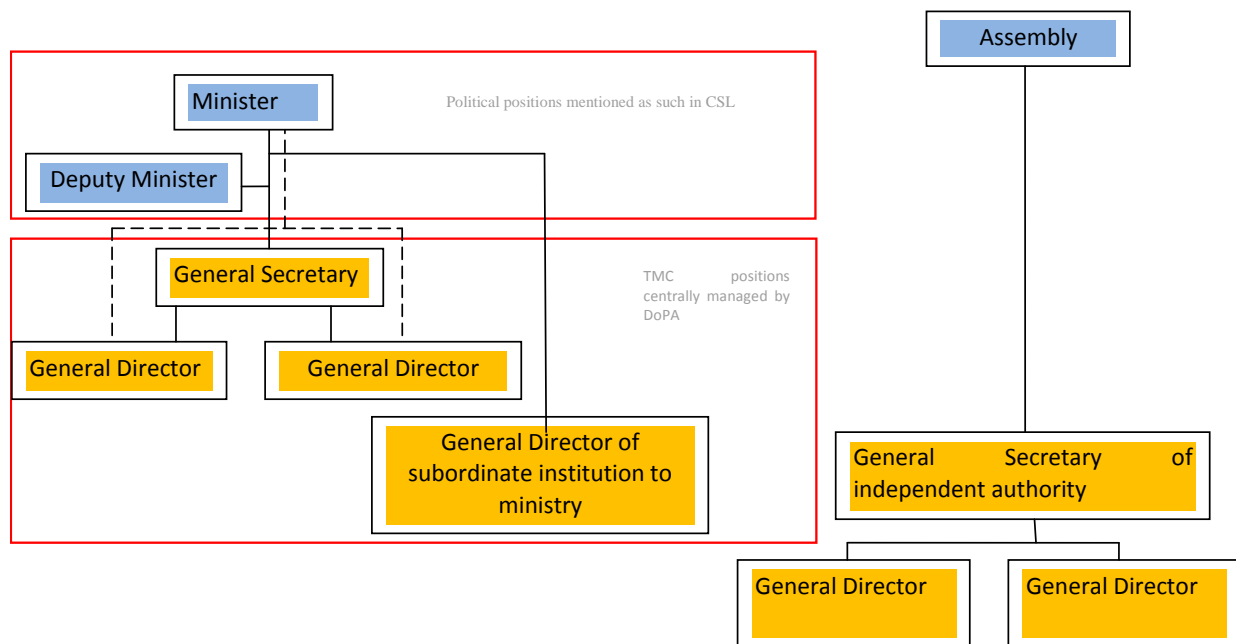 Assembly
Minister
Political positions mentioned as such in CSL
Deputy Minister
General Secretary
TMC positions
centrally managed by
DoPA
General Director
General Director
General Director of
subordinate institution to
ministry
General Secretary of
independent authority
General Director
General Director